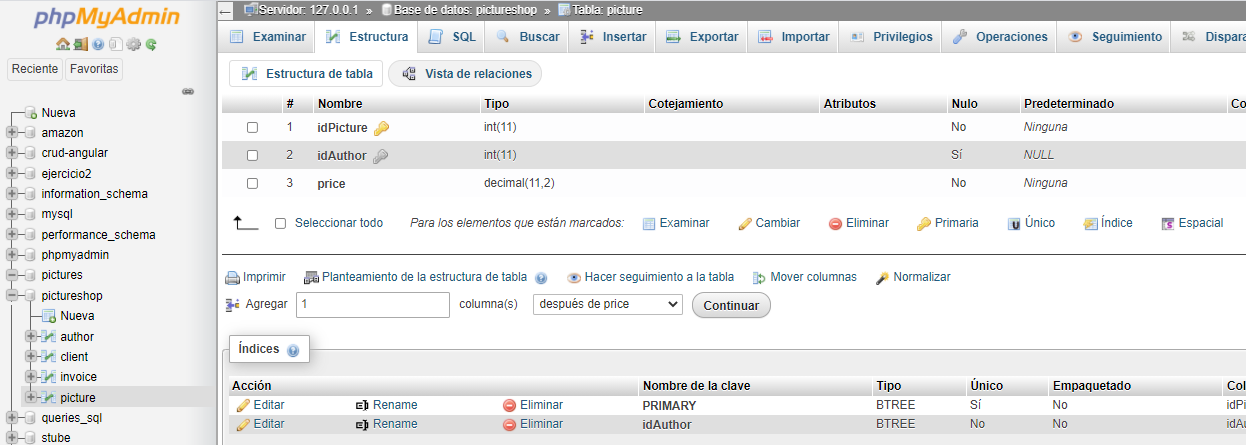 phpMyAdmin
Reciente Favoritas
Nueva
amazon
crud-angular
ejercicio2
information_schema
mysql
performance_schema
phpmyadmin
pictures
pictureshop
Nueva
author
client
invoice
picture
queries_sql
stube
Servidor: 127.0.0.1 » Base de datos: pictureshop » Tabla: picture
Examinar Estructura SQL Buscar Insertar Exportar Importar Privilegios Operaciones Seguimiento Dispara
Estructura de tabla Vista de relaciones
# Nombre Tipo Cotejamiento Atributos Nulo Predeterminado Co
1 idPicture int(11) No Ninguna
2 idAuthor int(11) Sí NULL
3 price decimal(11,2) No Ninguna
Seleccionar todo Para los elementos que están marcados: Examinar Cambiar Eliminar Primaria Único Índice Espacial
Imprimir Planteamiento de la estructura de tabla Hacer seguimiento a la tabla Mover columnas Normalizar
Agregar 1 columna(s) después de price Continuar
Índices
Acción Nombre de la clave Tipo Único Empaquetado Col
Editar Rename Eliminar PRIMARY BTREE Sí No idPi
Editar Rename Eliminar idAuthor BTREE No No idAu